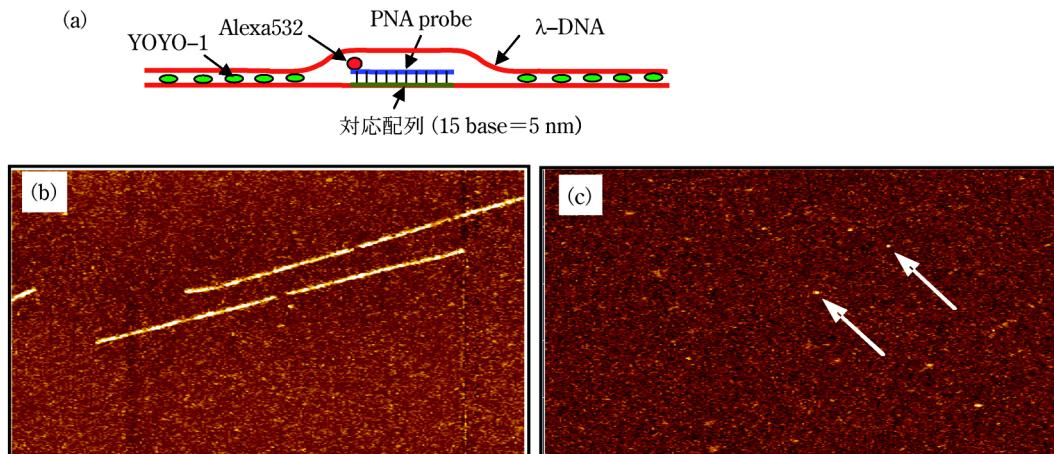 (a)
Alexa532
PNA probe
λ−DNA
YOYO−1
対応配列 (15 base＝5 nm)
(b)
(c)